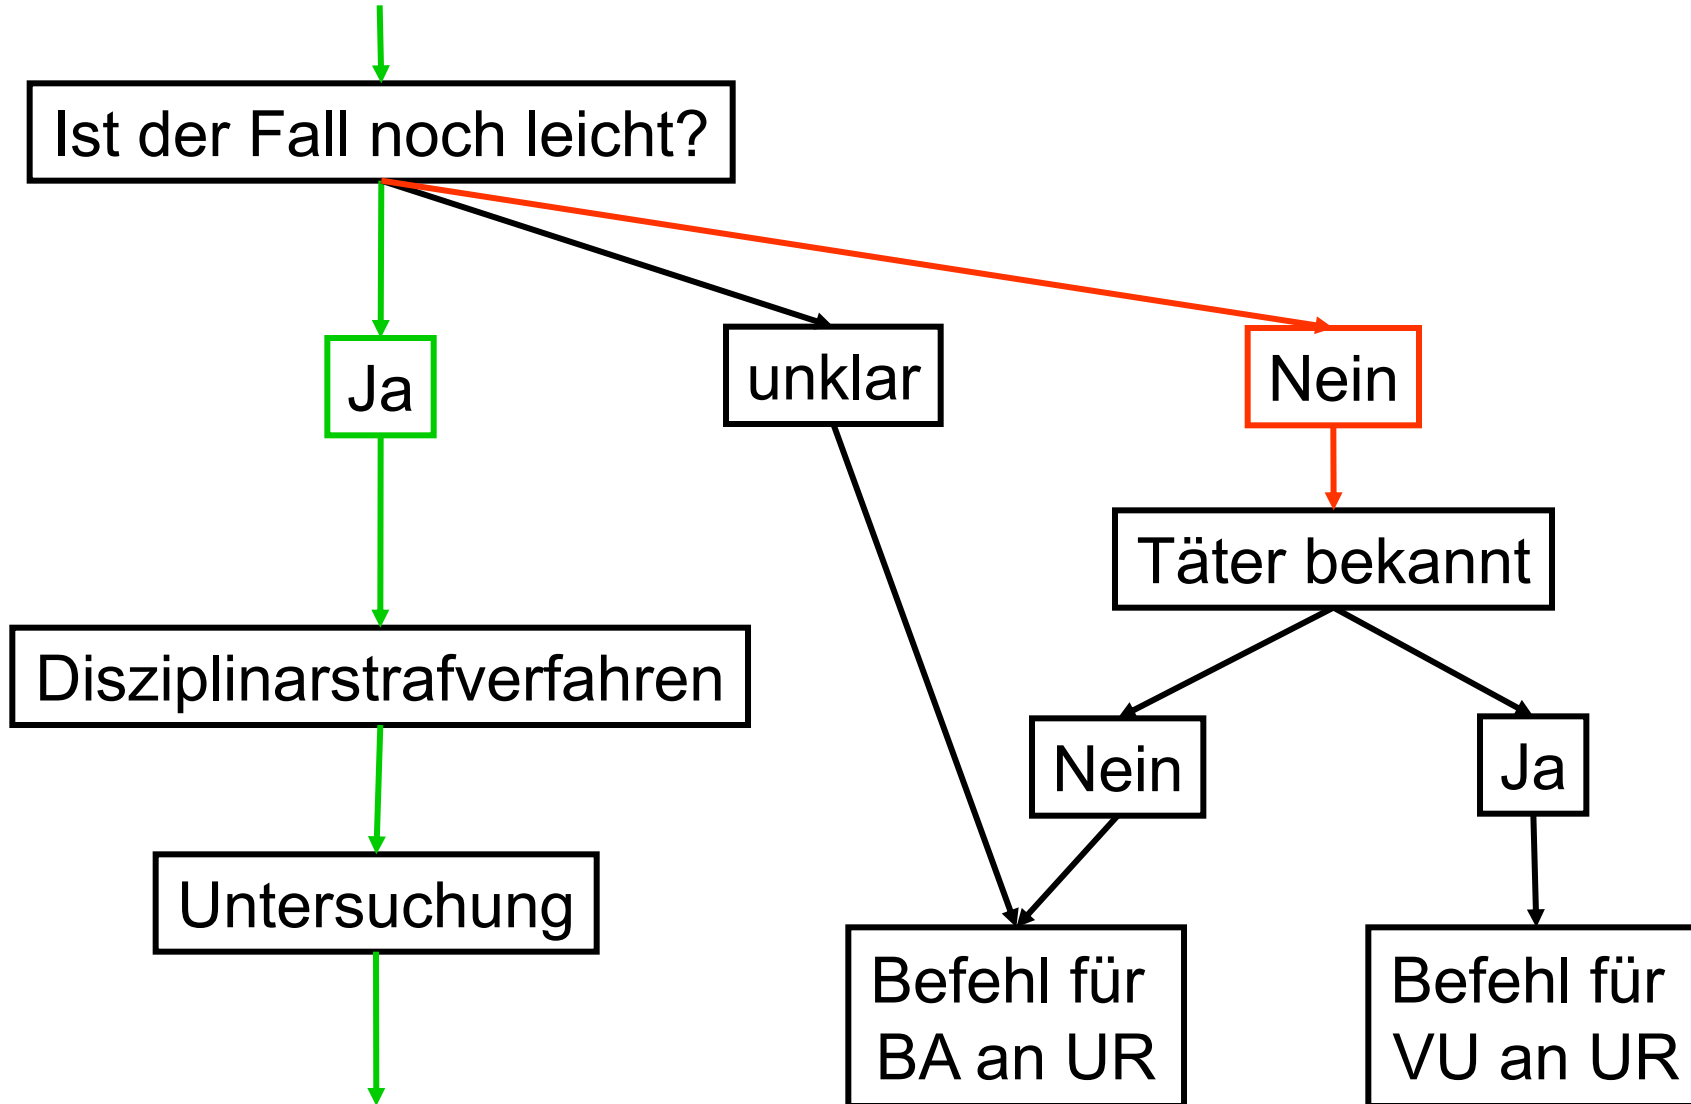 Ist der Fall noch leicht?
Ja
unklar
Nein
Täter bekannt
Disziplinarstrafverfahren
Nein
Ja
Untersuchung
Befehl für
BA an UR
Befehl für
VU an UR